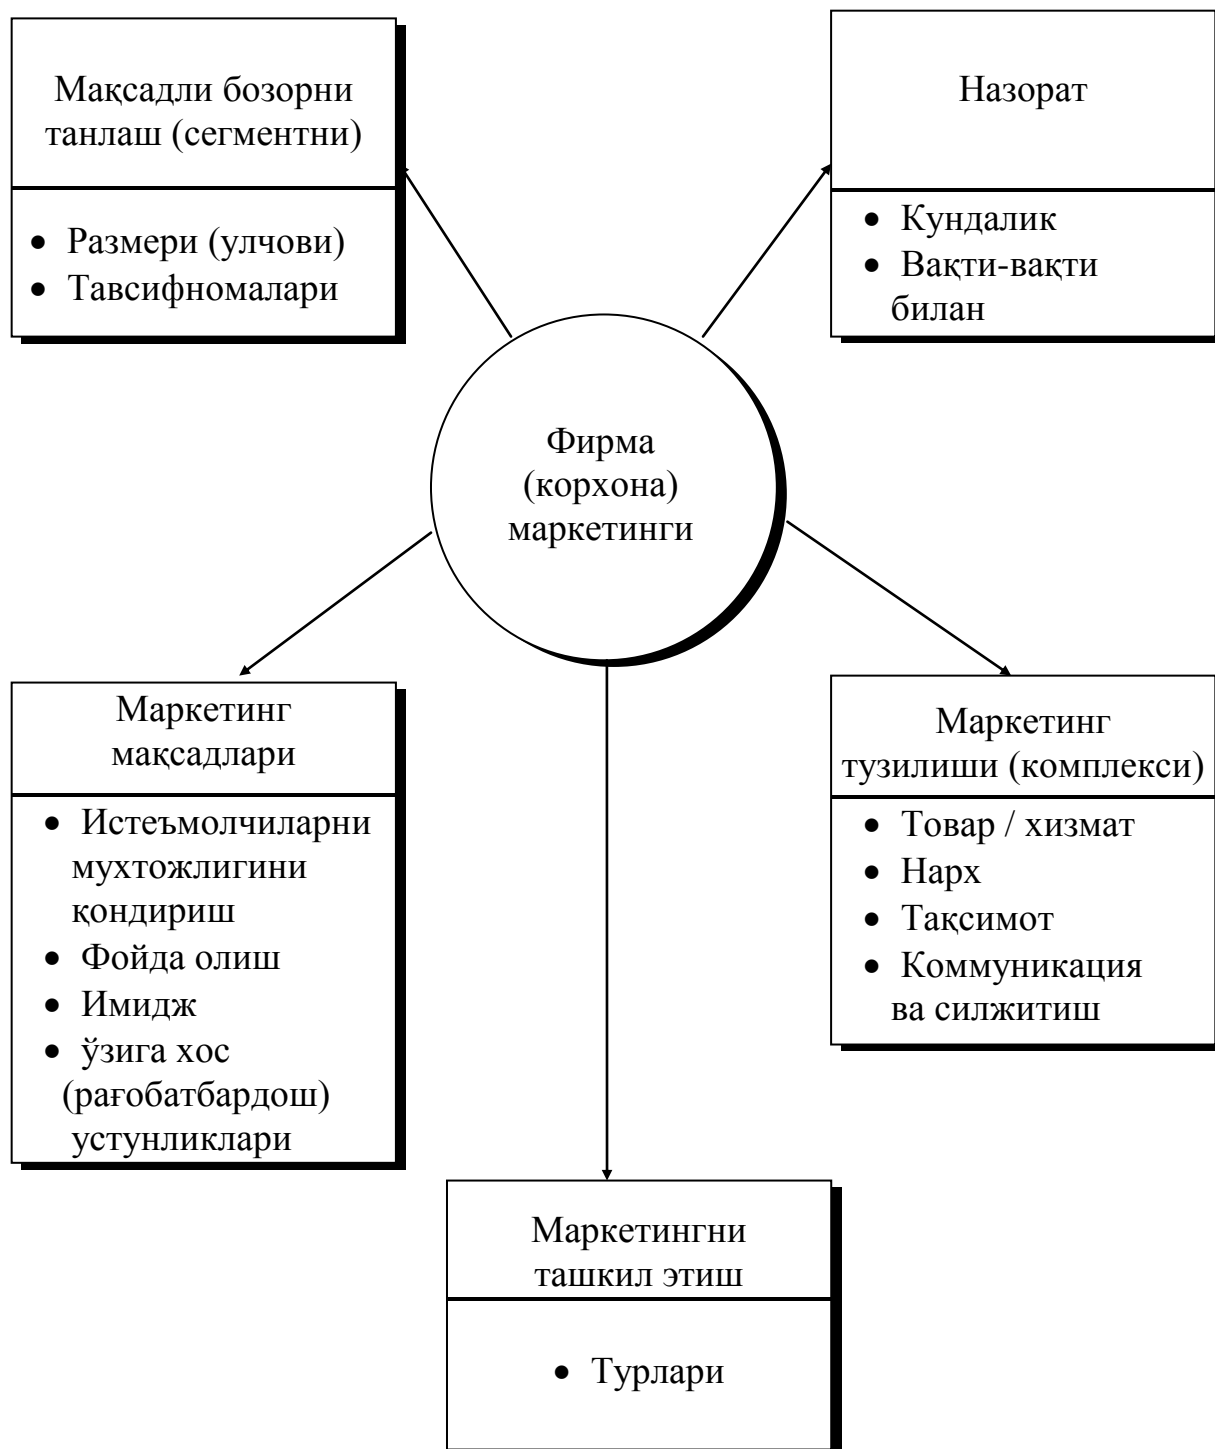 Мақсадли бозорни
танлаш (сегментни)
• Размери (улчови)
• Тавсифномалари
Назорат
• Кундалик
• Вақти-вақти
билан
Фирма
(корхона)
маркетинги
Маркетинг
мақсадлари
• Истеъмолчиларни
мухтожлигини
қондириш
• Фойда олиш
• Имидж
• ўзига хос
(рағобатбардош)
устунликлари
Маркетинг
тузилиши (комплекси)
• Товар / хизмат
• Нарх
• Тақсимот
• Коммуникация
ва силжитиш
Маркетингни
ташкил этиш
• Турлари